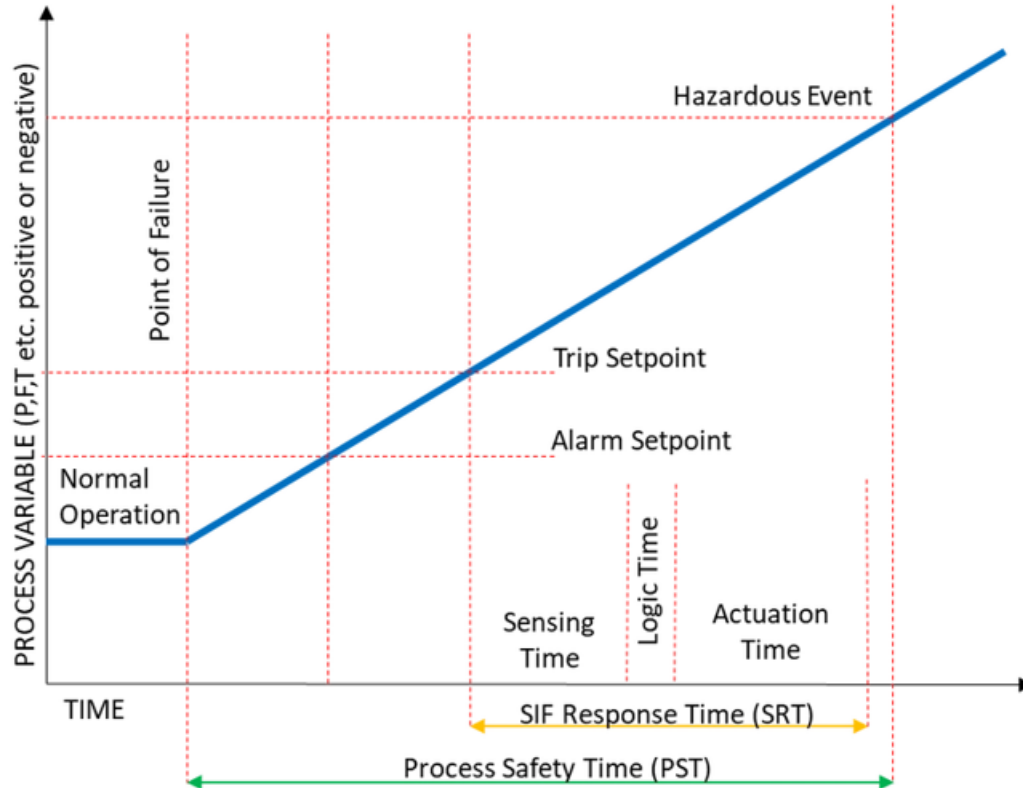 PROCESS VARIABLE (P,F,T etc. positive or negative)
Hazardous Event
Point of Failure
Trip Setpoint
Alarm Setpoint
Normal
Operation
Sensing
Time
Logic Time
Actuation
Time
TIME
SIF Response Time (SRT)
Process Safety Time (PST)